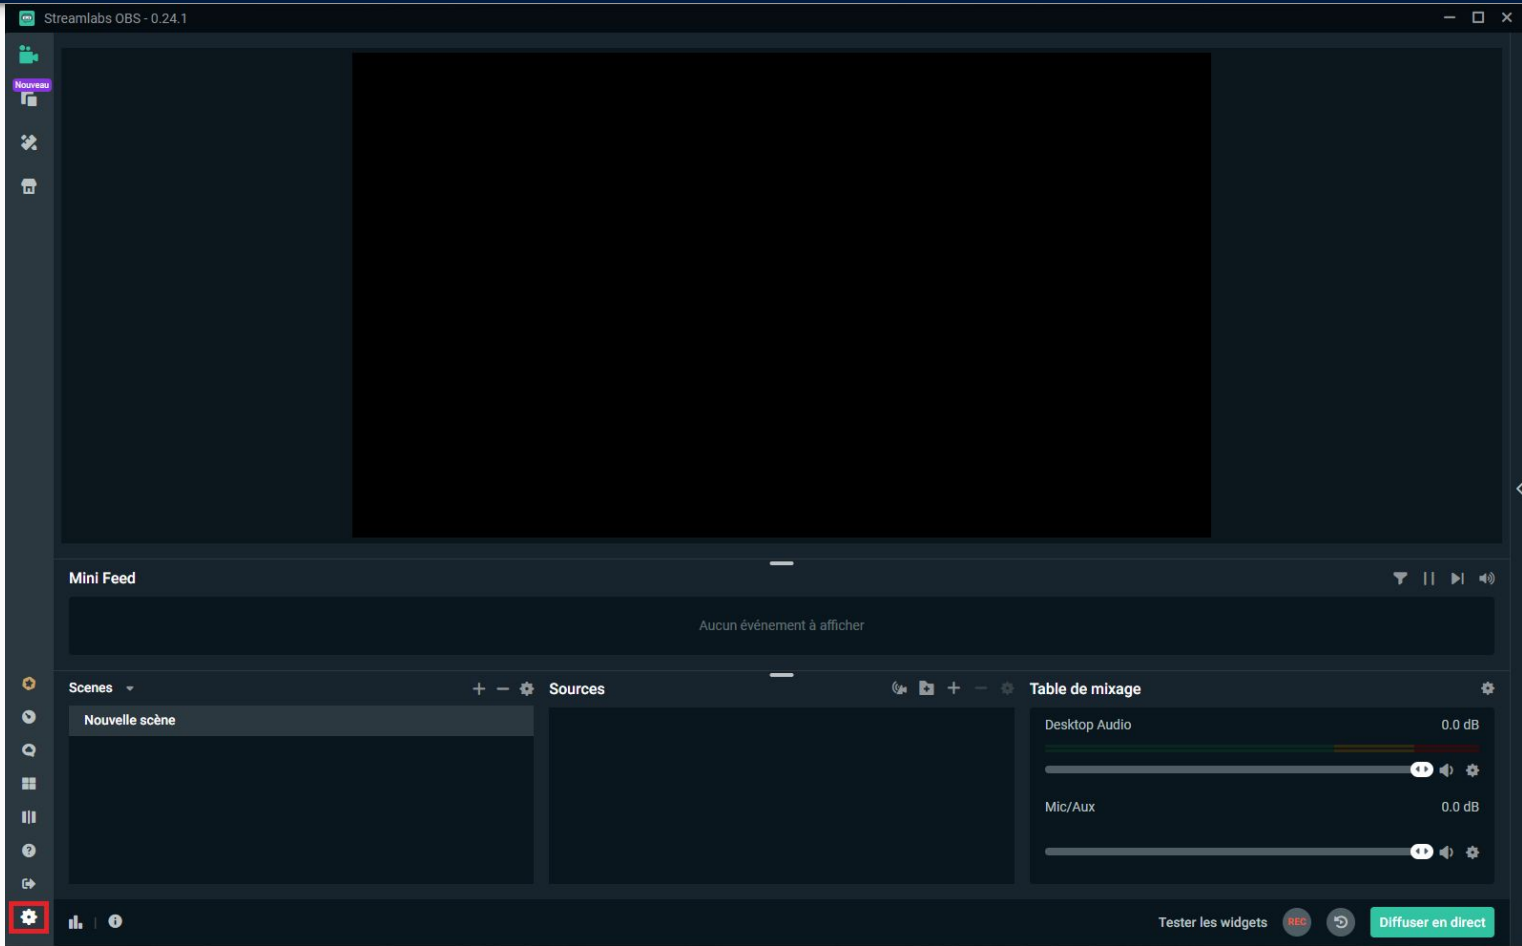 Streamlabs OBS - 0.24.1
Nouveau
Mini Feed
Aucun événement à afficher
Scenes
Nouvelle scène
Sources
Table de mixage
Desktop Audio 0.0 dB
Mic/Aux 0.0 dB
Tester les widgets REC Diffuser en direct